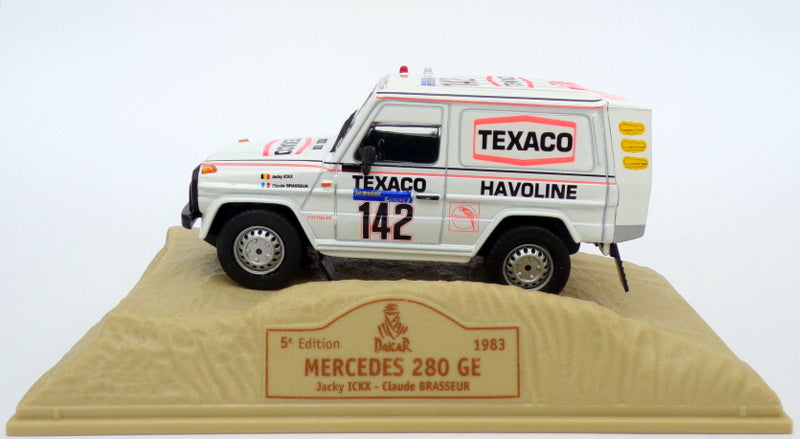 TEXACO
Jacky ICKX
Claude BRASSEUR
TEXACO
HAVOLINE
142
5e Edition
DAKAR
1983
MERCEDES 280 GE
Jacky ICKX - Claude BRASSEUR